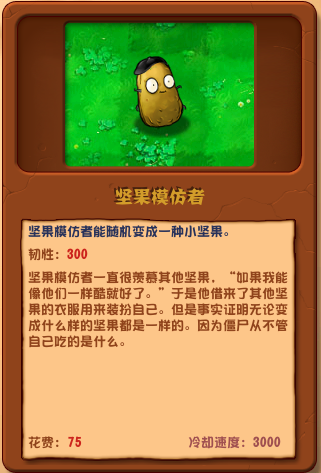 坚果模仿者
坚果模仿者能随机变成一种小坚果。
韧性：300
坚果模仿者一直很羡慕其他坚果，“如果我能
像他们一样酷就好了。”于是他借来了其他坚
果的衣服用来装扮自己。但是事实证明无论变
成什么样的坚果都是一样的。因为僵尸从不管
自己吃的是什么。
花费：75
冷却速度：3000